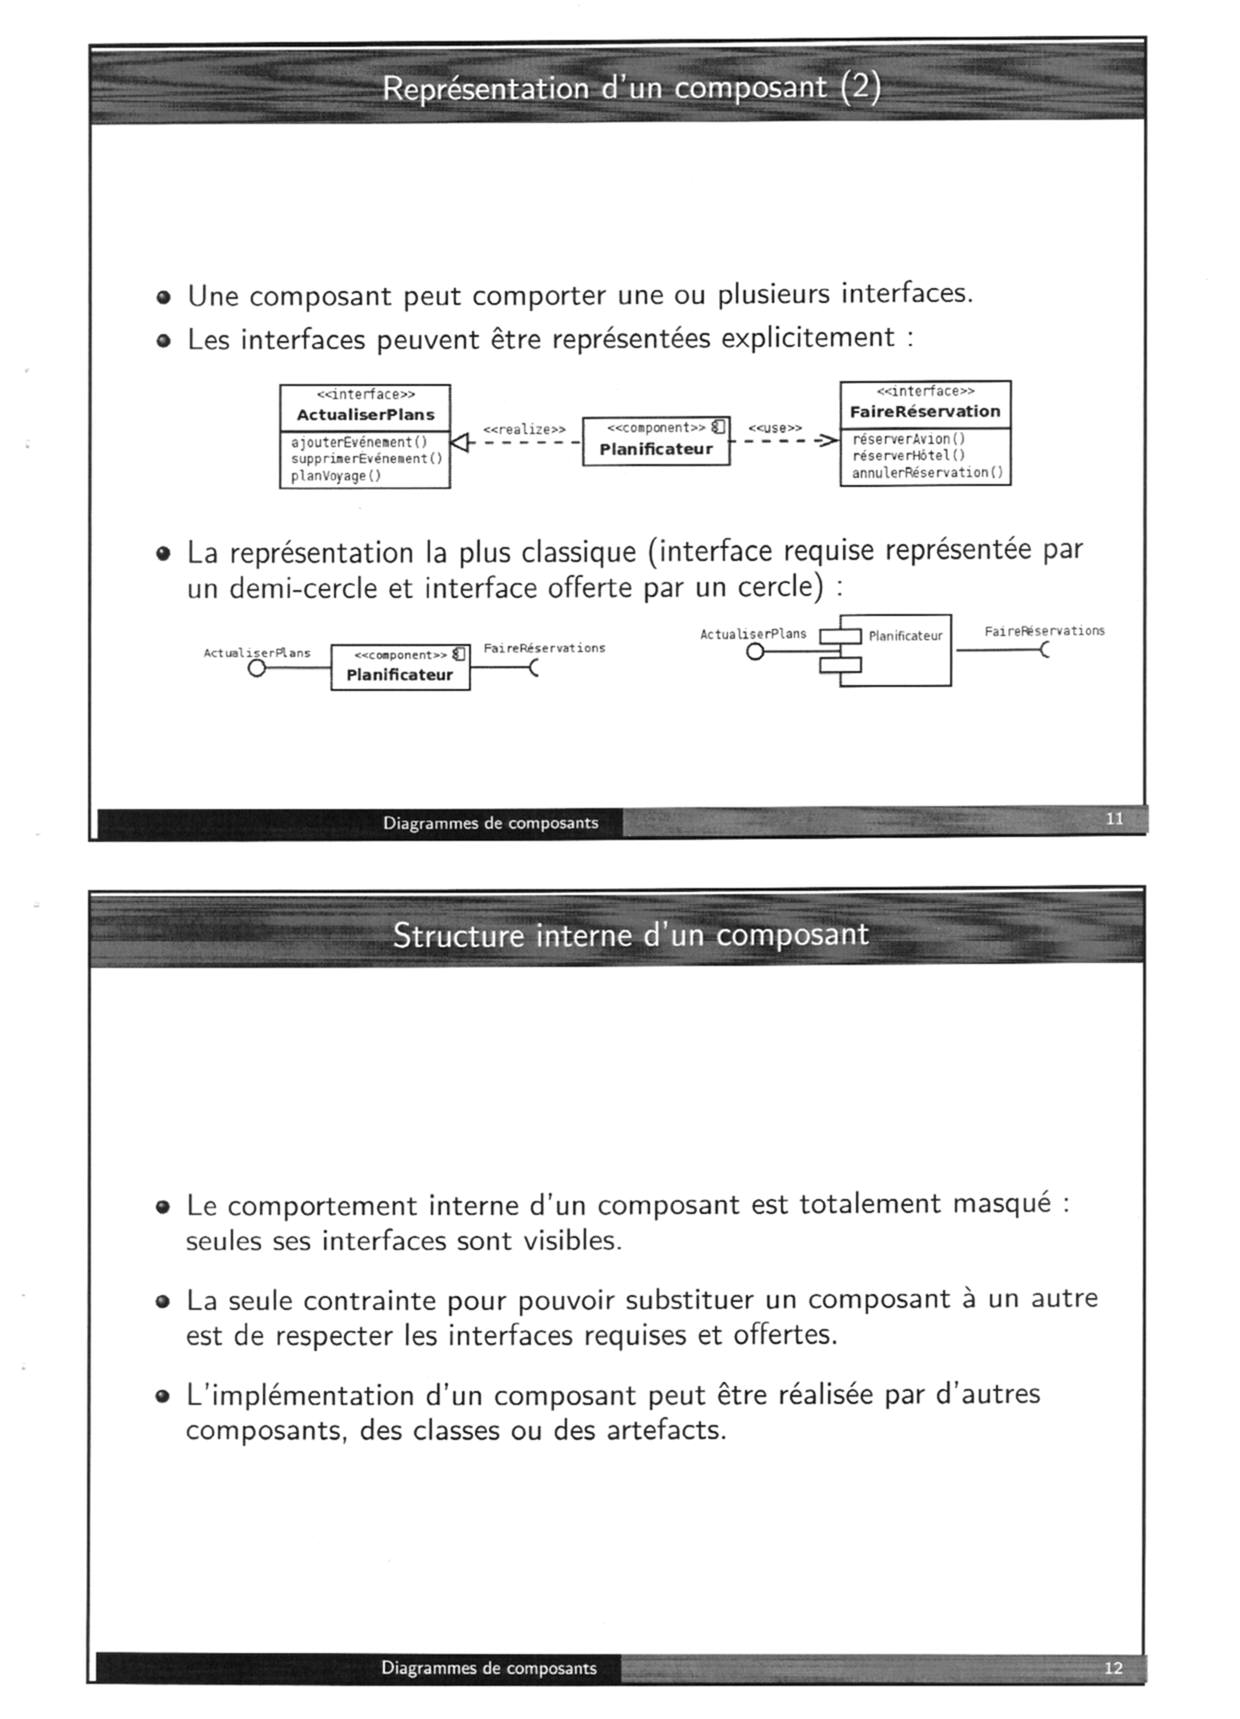 Représentation d'un composant (2)
Une composant peut comporter une ou plusieurs interfaces.
Les interfaces peuvent être représentées explicitement :
<<interface>>
ActualiserPlans
ajouterEvénement()
supprimerEvénement()
planVoyage()
<<realize>>
<<component>>
Planificateur
<<use>>
<<interface>>
FaireRéservation
réserverAvion()
réserverHôtel()
annulerRéservation()
La représentation la plus classique (interface requise représentée par
un demi-cercle et interface offerte par un cercle) :
ActualiserPlans
<<component>>
Planificateur
FaireRéservations
ActualiserPlans
Planificateur
FaireRéservations
Diagrammes de composants
11
Structure interne d'un composant
Le comportement interne d'un composant est totalement masqué :
seules ses interfaces sont visibles.
La seule contrainte pour pouvoir substituer un composant à un autre
est de respecter les interfaces requises et offertes.
L'implémentation d'un composant peut être réalisée par d'autres
composants, des classes ou des artefacts.
Diagrammes de composants
12